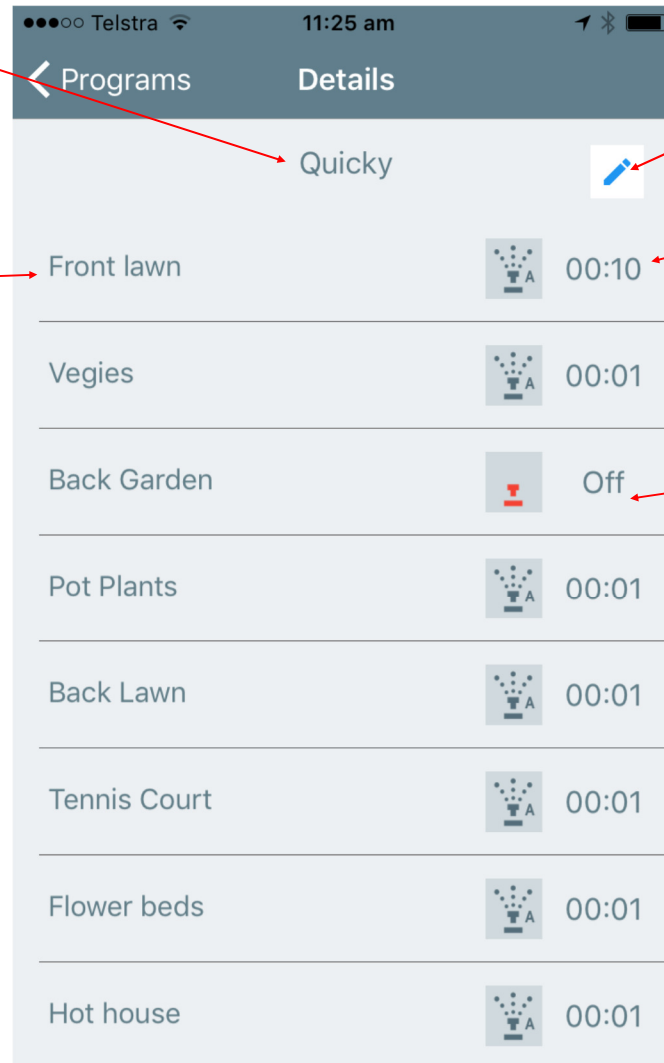 Telstra 11:25 am
Programs Details
Quicky
Front lawn A 00:10
Vegies A 00:01
Back Garden Off
Pot Plants A 00:01
Back Lawn A 00:01
Tennis Court A 00:01
Flower beds A 00:01
Hot house A 00:01